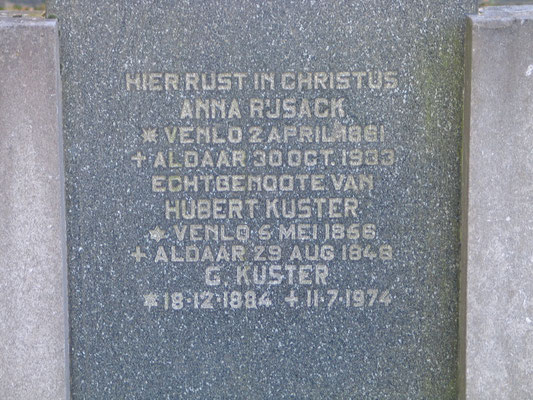 HIER RUST IN CHRISTUS
ANNA RIJSACK
* VENLO 2 APRIL 1861
+ ALDAAR 30 OCT. 1933
ECHTGENOOTE VAN
HUBERT KUSTER
* VENLO 6 MEI 1856
+ ALDAAR 29 AUG 1946
G. KUSTER
* 18-12-1884 + 11-7-1974